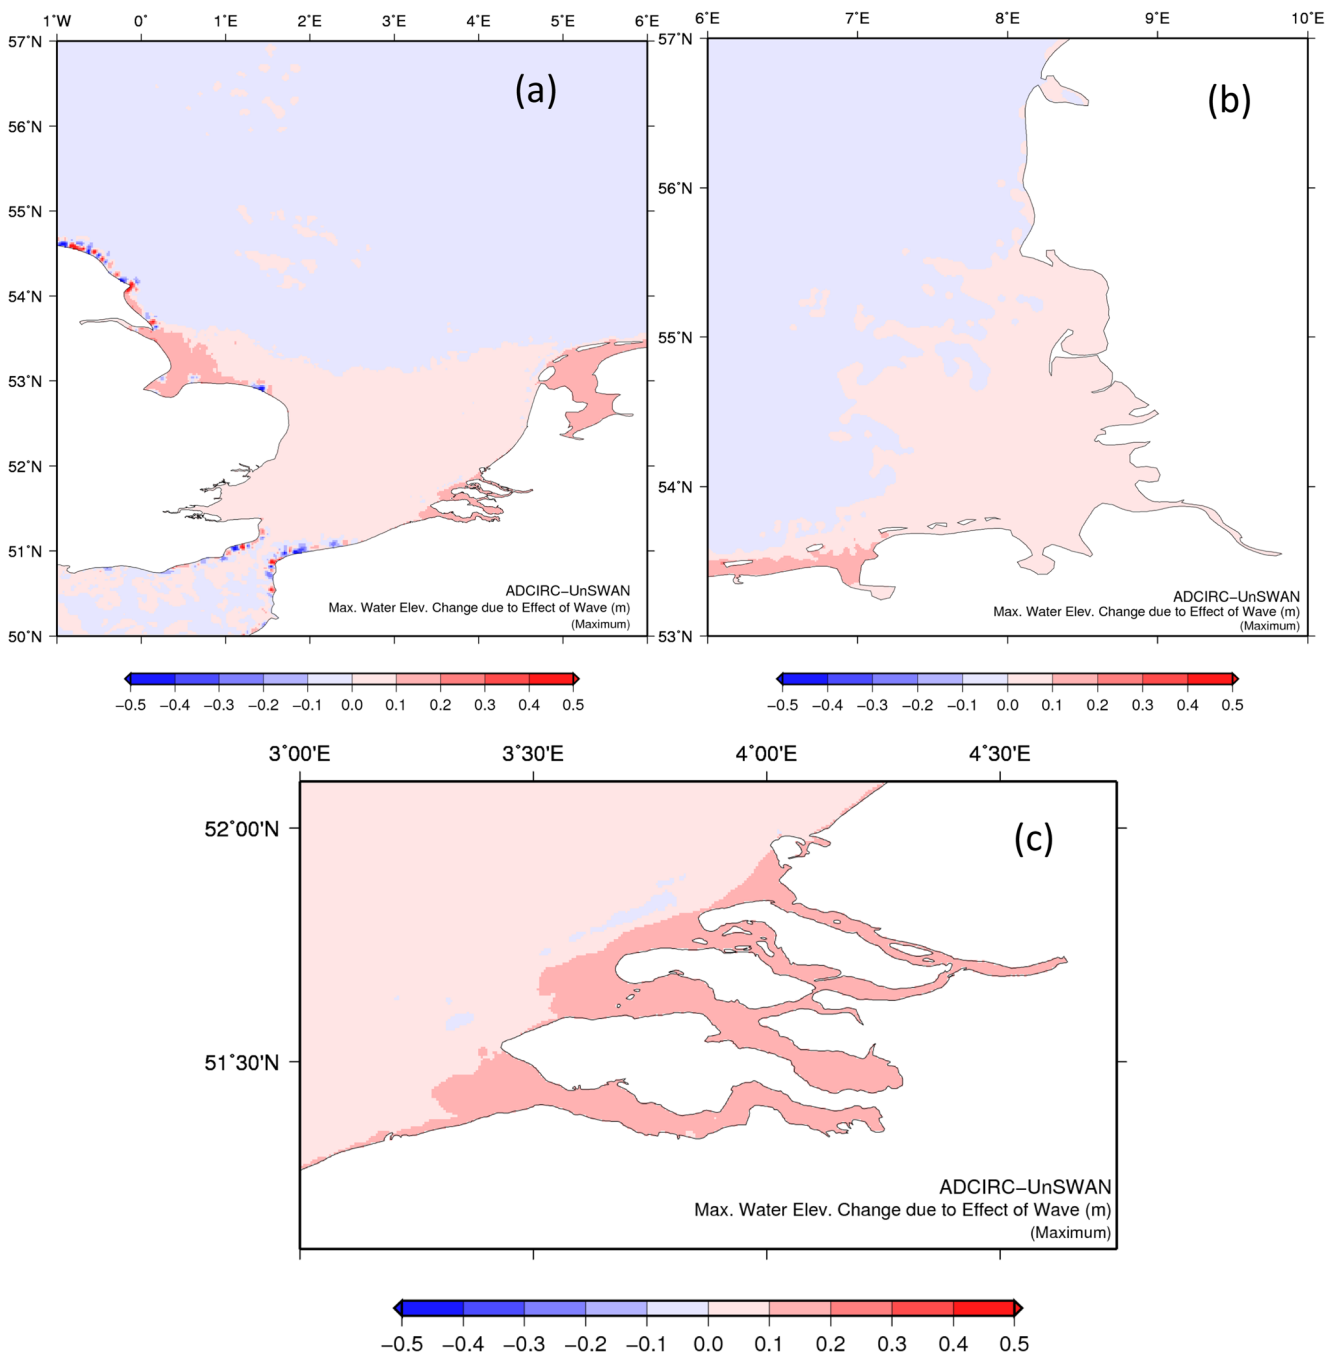 1˚W 0˚ 1˚E 2˚E 3˚E 4˚E 5˚E 6˚E
57˚N
56˚N
55˚N
54˚N
53˚N
52˚N
51˚N
50˚N
(a)
ADCIRC−UnSWAN
Max. Water Elev. Change due to Effect of Wave (m)
(Maximum)
−0.5 −0.4 −0.3 −0.2 −0.1 0.0 0.1 0.2 0.3 0.4 0.5
6˚E 7˚E 8˚E 9˚E 10˚E
57˚N
56˚N
55˚N
54˚N
53˚N
(b)
ADCIRC−UnSWAN
Max. Water Elev. Change due to Effect of Wave (m)
(Maximum)
−0.5 −0.4 −0.3 −0.2 −0.1 0.0 0.1 0.2 0.3 0.4 0.5
3˚00'E 3˚30'E 4˚00'E 4˚30'E
52˚00'N
51˚30'N
(c)
ADCIRC−UnSWAN
Max. Water Elev. Change due to Effect of Wave (m)
(Maximum)
−0.5 −0.4 −0.3 −0.2 −0.1 0.0 0.1 0.2 0.3 0.4 0.5